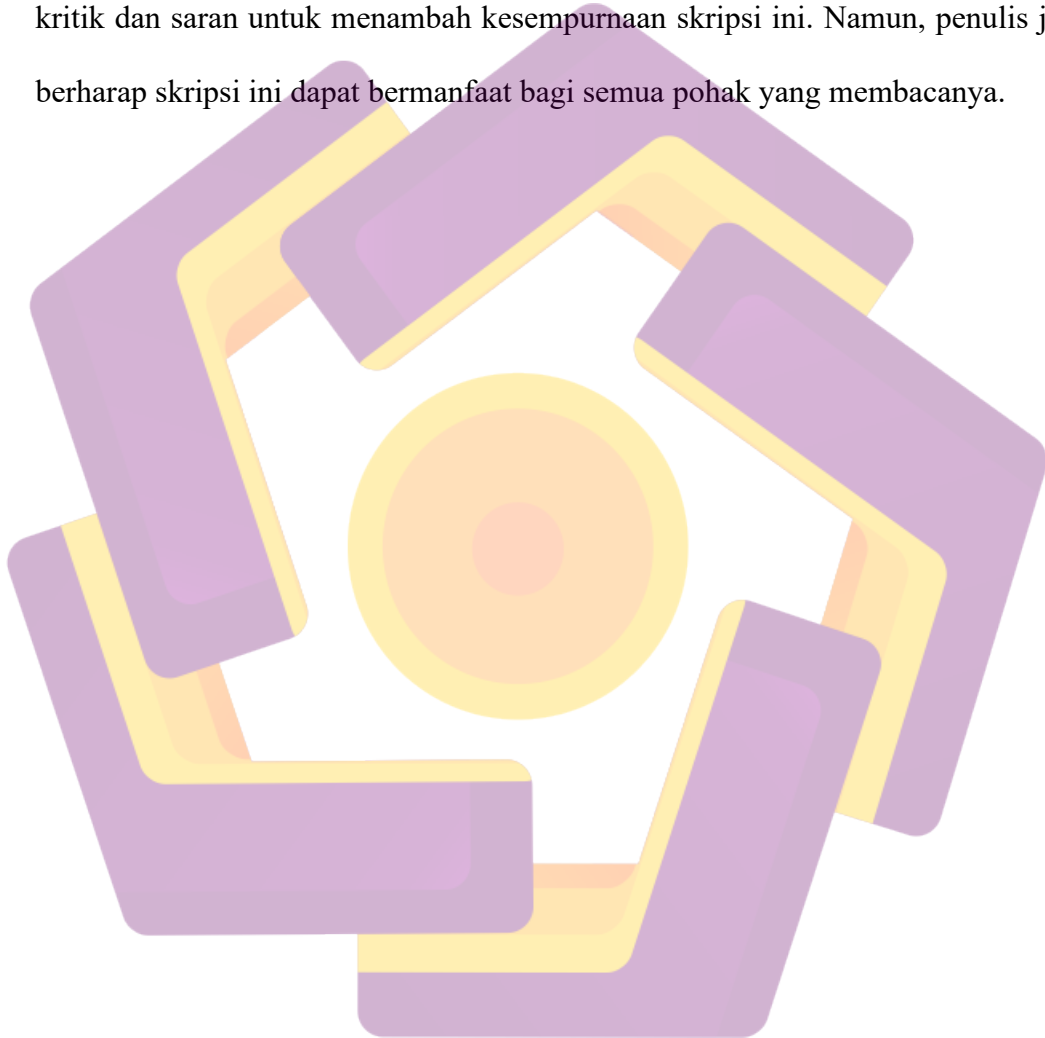 kritik dan saran untuk menambah kesempurnaan skripsi ini. Namun, penulis
berharap skripsi ini dapat bermanfaat bagi semua pohak yang membacanya.